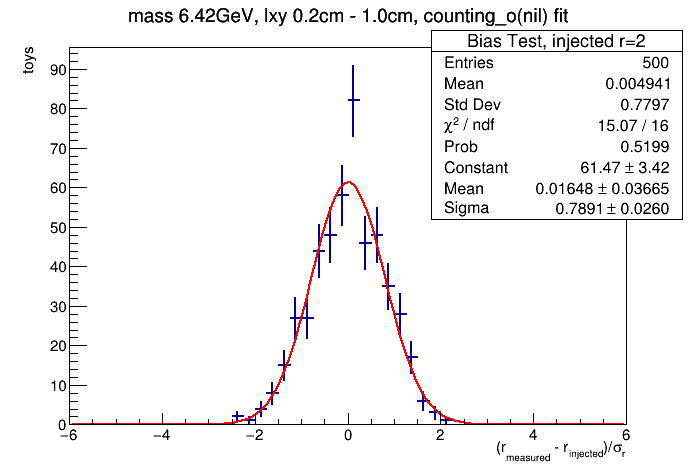 mass 6.42GeV, lxy 0.2cm - 1.0cm, counting_o(nil) fit
Bias Test, injected r=2
Entries 500
Mean 0.004941
Std Dev 0.7797
χ² / ndf 15.07 / 16
Prob 0.5199
Constant 61.47 ± 3.42
Mean 0.01648 ± 0.03665
Sigma 0.7891 ± 0.0260
toys
90
80
70
60
50
40
30
20
10
0
−6 −4 −2 0 2 4 6
(r_measured - r_injected)/σ_r